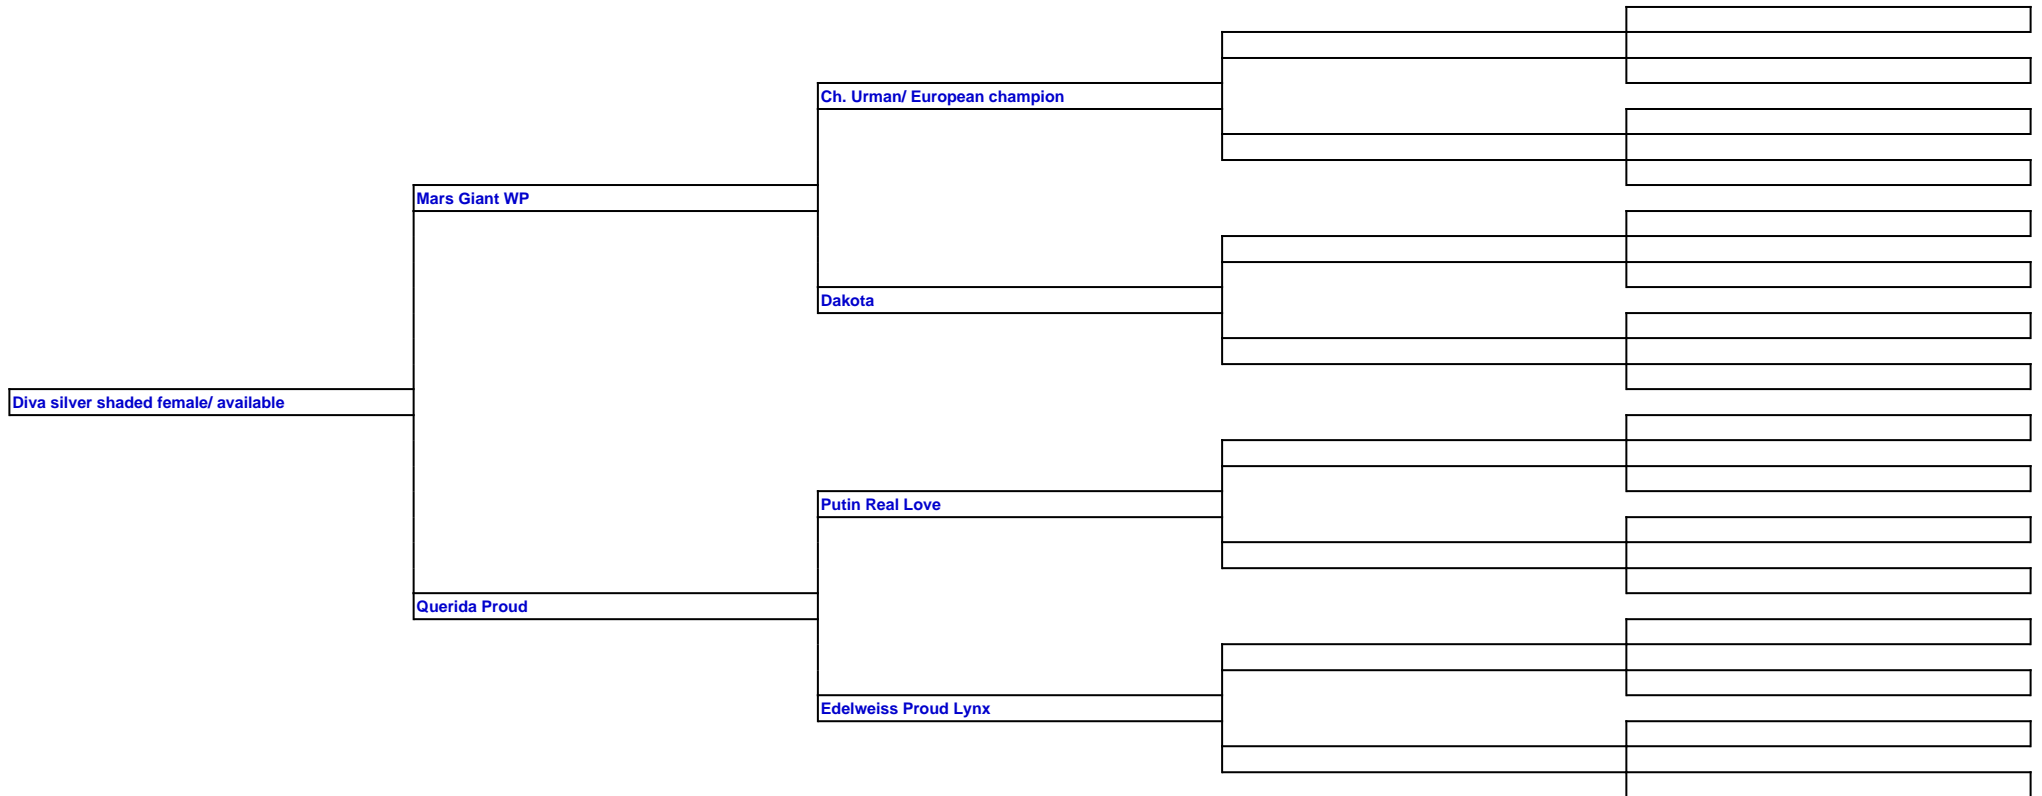 Ch. Urman/ European champion
Mars Giant WP
Dakota
Diva silver shaded female/ available
Putin Real Love
Querida Proud
Edelweiss Proud Lynx